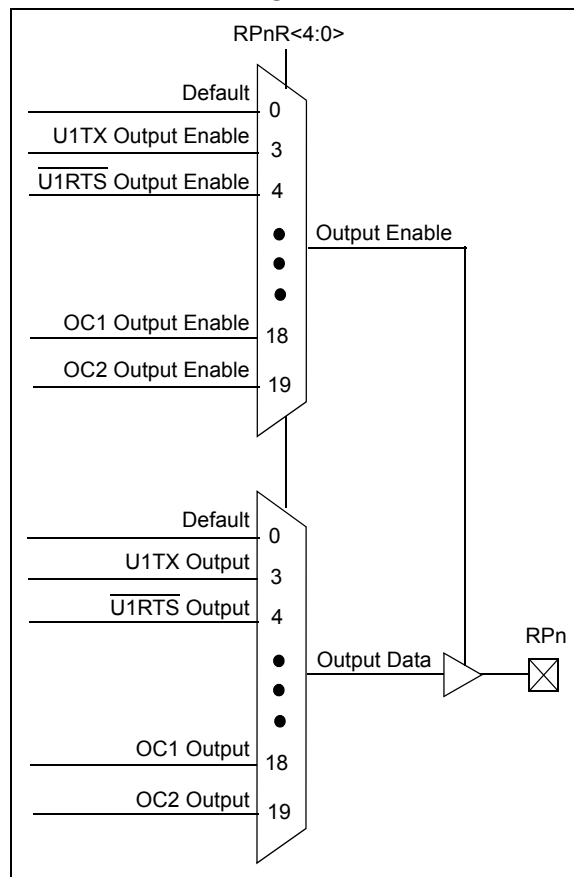 RPnR<4:0>
Default
0
U1TX Output Enable
3
U1RTS Output Enable
4
Output Enable
OC1 Output Enable
18
OC2 Output Enable
19
Default
0
U1TX Output
3
U1RTS Output
4
RPn
Output Data
OC1 Output
18
OC2 Output
19